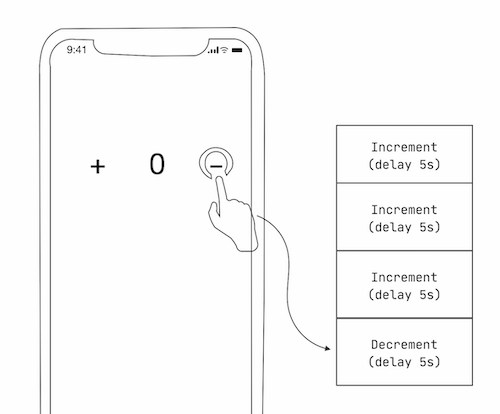 9:41
+ 0 −
Increment
(delay 5s)
Increment
(delay 5s)
Increment
(delay 5s)
Decrement
(delay 5s)